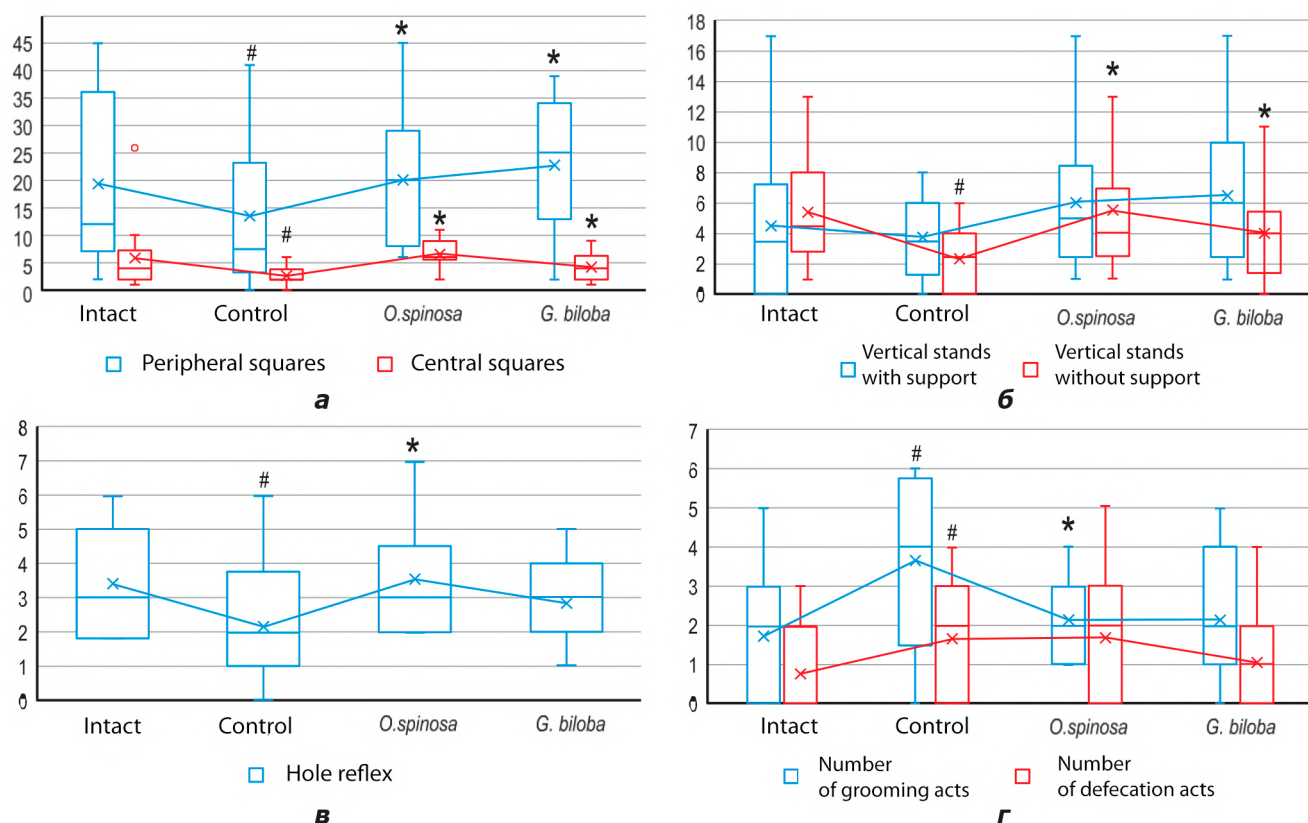 45
40
35
30
25
20
15
10
5
0
#
#
*
*
*
*
Intact Control O.spinosa G. biloba
Peripheral squares Central squares
а
18
16
14
12
10
8
6
4
2
0
#
*
*
Intact Control O.spinosa G. biloba
Vertical stands
with support
Vertical stands
without support
б
8
7
6
5
4
3
2
1
0
#
*
Intact Control O.spinosa G. biloba
Hole reflex
в
7
6
5
4
3
2
1
0
#
#
*
Intact Control O.spinosa G. biloba
Number
of grooming acts
Number
of defecation acts
г